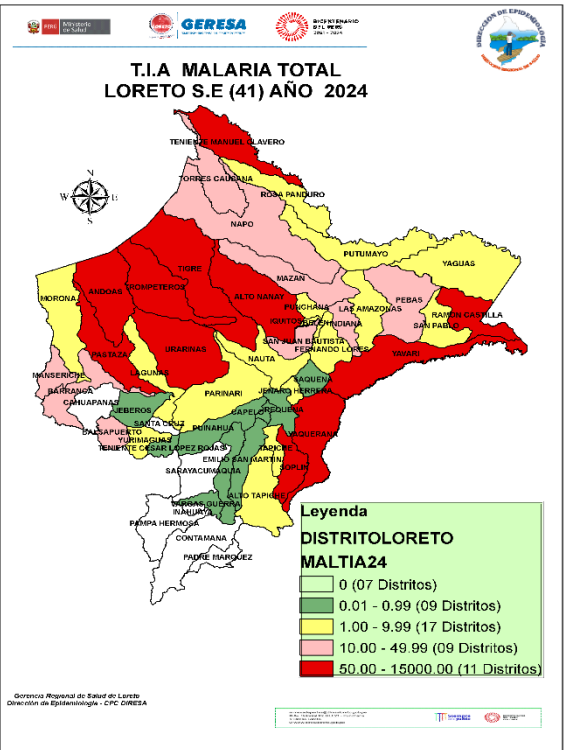 PERÚ Ministerio de Salud
GERESA
BICENTENARIO
DEL PERÚ
2021 - 2024
DIRECCION DE EPIDEMIOLOGIA
T.I.A MALARIA TOTAL
LORETO S.E (41) AÑO 2024
TENIENTE MANUEL CLAVERO
TORRES CAUSANA
ROSA PANDURO
N
W E
S
NAPO
PUTUMAYO
YAGUAS
TIGRE
MAZAN
MORONA
ANDOAS
TROMPETEROS
ALTO NANAY
PUNCHANA
LAS AMAZONAS
PEBAS
RAMON CASTILLA
IQUITOS
INDIANA
SAN PABLO
SAN JUAN BAUTISTA
FERNANDO LORES
YAVARI
PASTAZA
URARINAS
NAUTA
LAGUNAS
SAQUENA
MANSERICHE
PARINARI
JENARO HERRERA
BARRANCA
CAHUAPANAS
JEBEROS
CAPELO
REQUENA
SANTA CRUZ
PUINAHUA
YAQUERANA
BALSAPUERTO
YURIMAGUAS
TAPICHE
TENIENTE CESAR LOPEZ ROJAS
EMILIO SAN MARTIN
SOPLIN
SARAYACU
MAQUIA
ALTO TAPICHE
VARGAS GUERRA
INAHUAYA
PAMPA HERMOSA
CONTAMANA
PADRE MARQUEZ
Leyenda
DISTRITOLORETO
MALTIA24
0 (07 Distritos)
0.01 - 0.99 (09 Distritos)
1.00 - 9.99 (17 Distritos)
10.00 - 49.99 (09 Distritos)
50.00 - 15000.00 (11 Distritos)
Gerencia Regional de Salud de Loreto
Dirección de Epidemiologia - CPC DIRESA